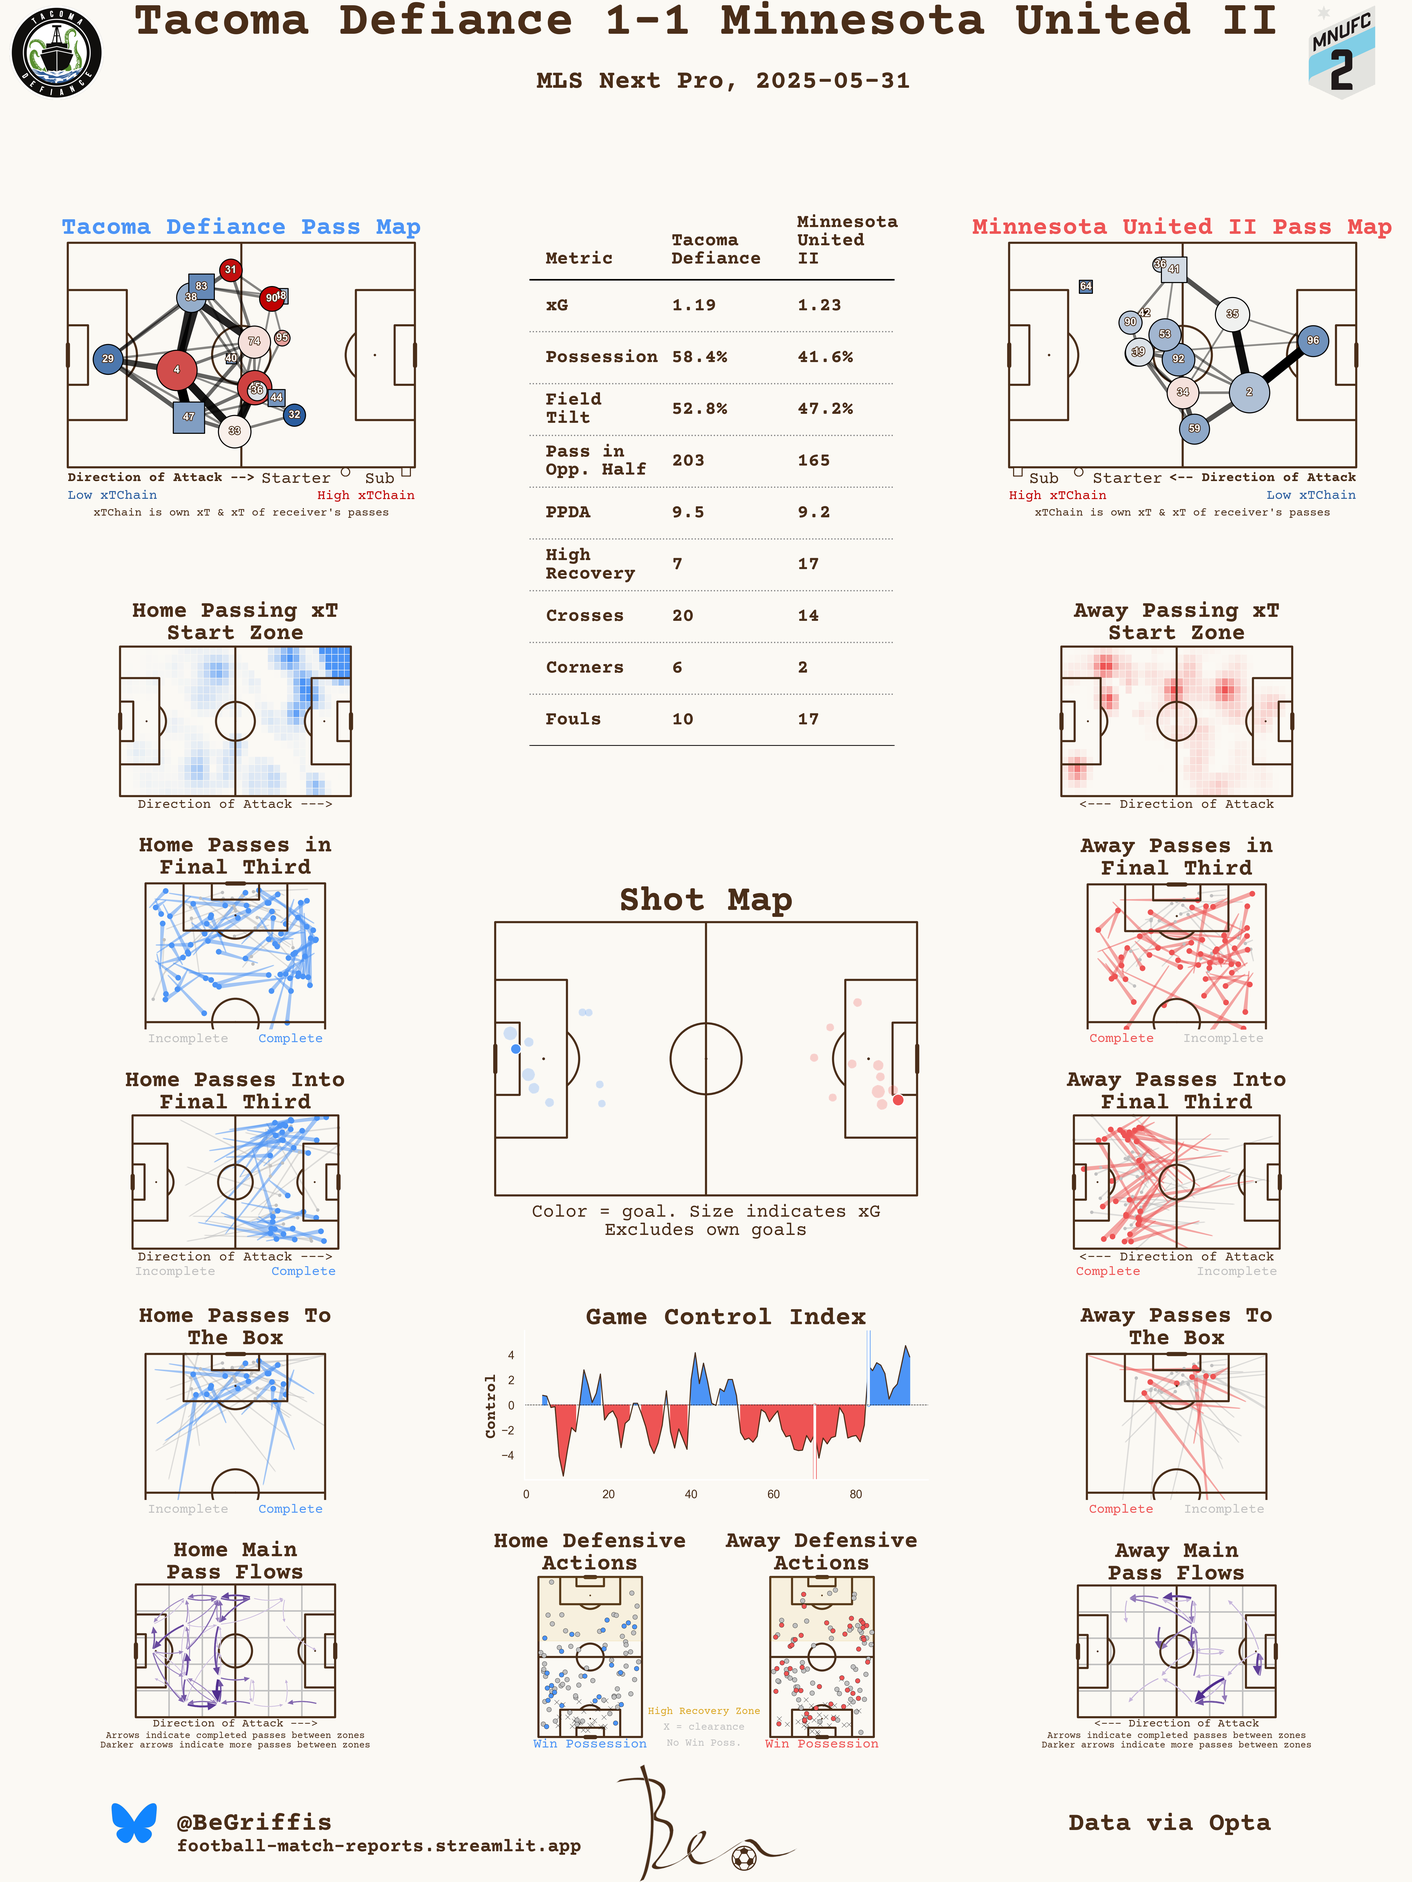 Tacoma Defiance 1-1 Minnesota United II
MLS Next Pro, 2025-05-31
TACOMA
DEFIANCE
MNUFC
2
Tacoma Defiance Pass Map
31
83
38
90
74
95
29
40
4
36
44
47
32
33
Direction of Attack --> Starter Sub
Low xTChain High xTChain
xTChain is own xT & xT of receiver's passes
Metric Tacoma Defiance Minnesota United II
xG 1.19 1.23
Possession 58.4% 41.6%
Field Tilt 52.8% 47.2%
Pass in Opp. Half 203 165
PPDA 9.5 9.2
High Recovery 7 17
Crosses 20 14
Corners 6 2
Fouls 10 17
Minnesota United II Pass Map
36
41
64
90
42
35
53
96
92
34
2
59
Sub Starter <-- Direction of Attack
High xTChain Low xTChain
xTChain is own xT & xT of receiver's passes
Home Passing xT
Start Zone
Direction of Attack --->
Away Passing xT
Start Zone
<--- Direction of Attack
Home Passes in
Final Third
Incomplete Complete
Away Passes in
Final Third
Complete Incomplete
Shot Map
Color = goal. Size indicates xG
Excludes own goals
Home Passes Into
Final Third
Direction of Attack --->
Incomplete Complete
Away Passes Into
Final Third
<--- Direction of Attack
Complete Incomplete
Home Passes To
The Box
Incomplete Complete
Game Control Index
Control
4
2
0
−2
−4
0 20 40 60 80
Away Passes To
The Box
Complete Incomplete
Home Main
Pass Flows
Direction of Attack --->
Arrows indicate completed passes between zones
Darker arrows indicate more passes between zones
Home Defensive
Actions
Win Possession
High Recovery Zone
X = clearance
No Win Poss.
Away Defensive
Actions
Win Possession
Away Main
Pass Flows
<--- Direction of Attack
Arrows indicate completed passes between zones
Darker arrows indicate more passes between zones
@BeGriffis
football-match-reports.streamlit.app
Ben
Data via Opta